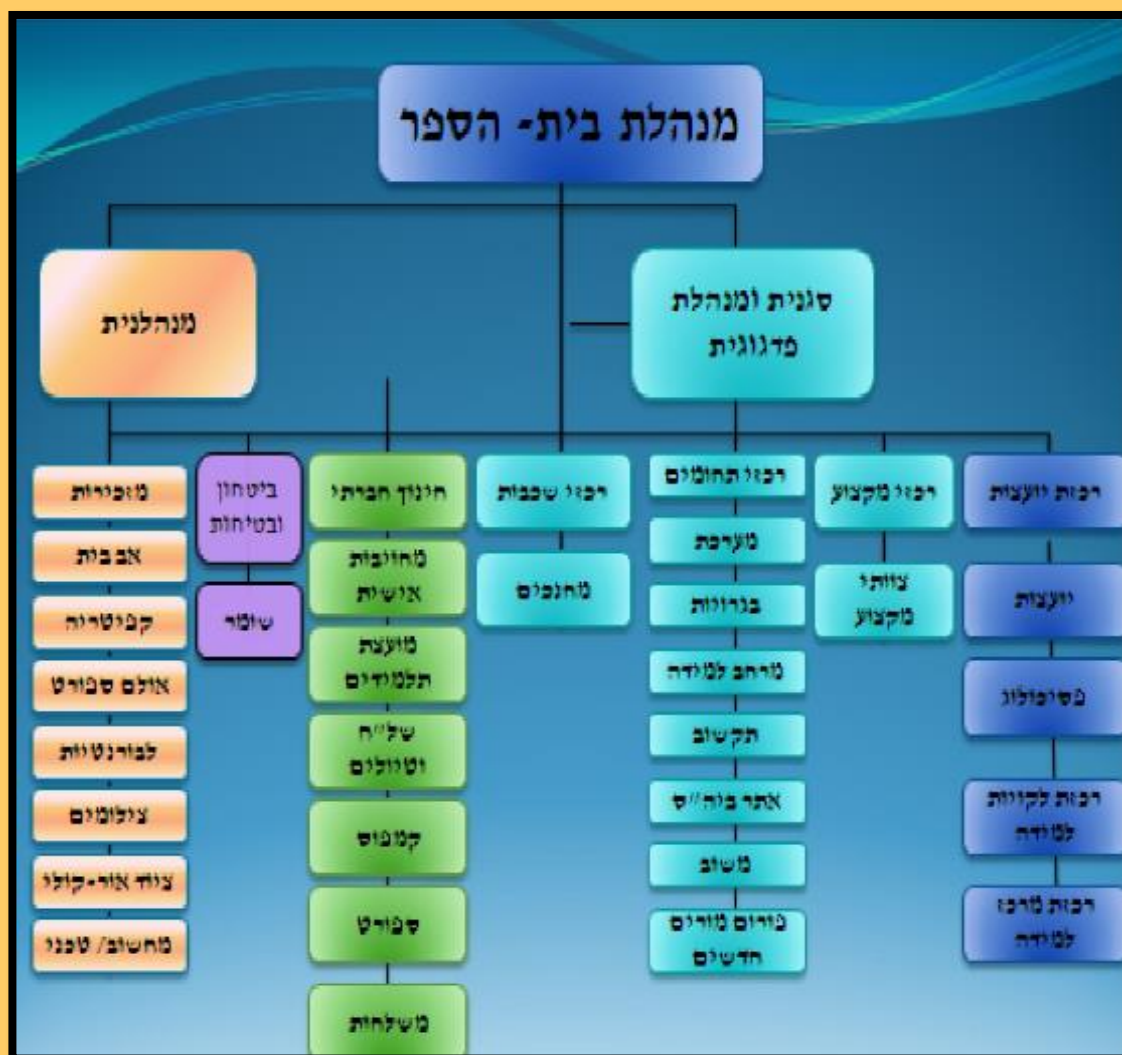 מנהלת בית- הספר
סגנית ומנהלת
פדגוגית
מנהלנית
רכזת יועצות
יועצות
פסיכולוג
רכזת לקויות
למידה
רכזת מרכז
למידה
רכזי מקצוע
צוותי
מקצוע
רכזי תחומים
מערכת
בגרויות
מרחב למידה
תקשוב
אתר ביה"ס
משוב
פורום מורים
חדשים
רכזי שכבות
מחנכים
חינוך חברתי
מחויבות
אישית
מועצת
תלמידים
של"ח
וטיולים
קמפוס
ספורט
משלחות
ביטחון
ובטיחות
שומר
מזכירות
אב בית
קפיטריה
אולם ספורט
לבורנטיות
צילומים
ציוד אור-קולי
מחשוב/ טכני